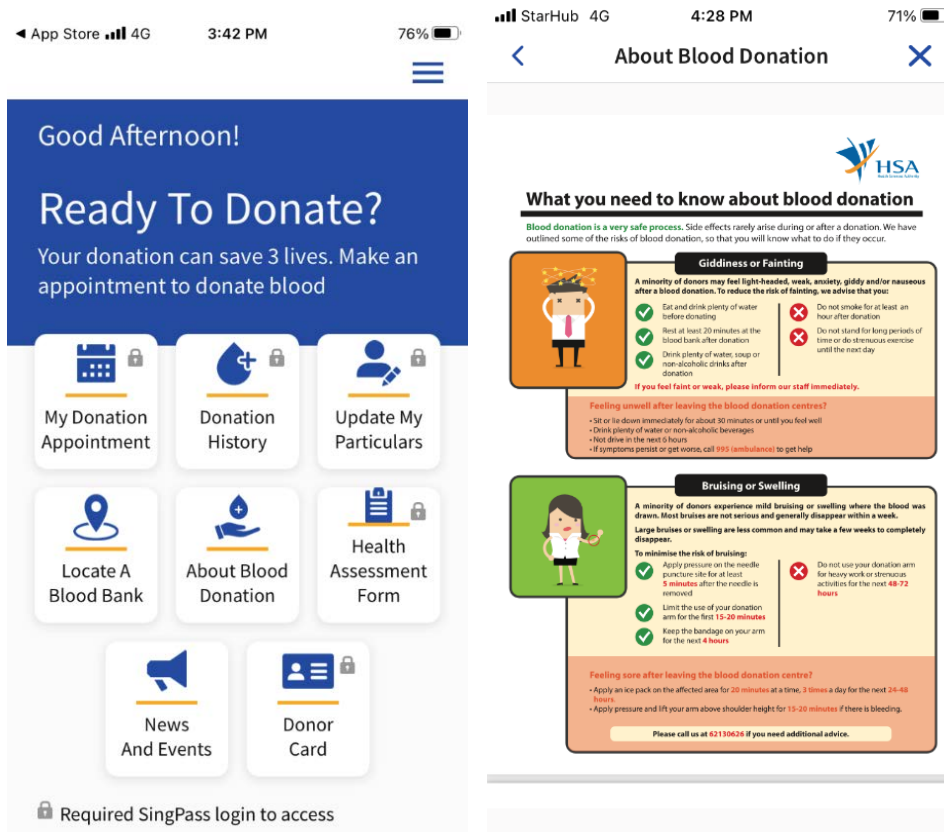 App Store 4G 3:42 PM 76%
Good Afternoon!
Ready To Donate?
Your donation can save 3 lives. Make an
appointment to donate blood
My Donation
Appointment
Donation
History
Update My
Particulars
Locate A
Blood Bank
About Blood
Donation
Health
Assessment
Form
News
And Events
Donor
Card
Required SingPass login to access
StarHub 4G 4:28 PM 71%
About Blood Donation
HSA
What you need to know about blood donation
Blood donation is a very safe process. Side effects rarely arise during or after a donation. We have
outlined some of the risks of blood donation, so that you will know what to do if they occur.
Giddiness or Fainting
A minority of donors may feel light-headed, weak, anxiety, giddy and/or nauseous
after a blood donation. To reduce the risk of fainting, we advise that you:
Eat and drink plenty of water
before donating
Rest at least 20 minutes at the
blood bank after donation
Drink plenty of water, soup or
non-alcoholic drinks after
donation
Do not smoke for at least an
hour after donation
Do not stand for long periods of
time or do strenuous exercise
until the next day
If you feel faint or weak, please inform our staff immediately.
Feeling unwell after leaving the blood donation centres?
• Sit or lie down immediately for about 30 minutes or until you feel well
• Drink plenty of water or non-alcoholic beverages
• Not drive in the next 6 hours
• If symptoms persist or get worse, call 995 (ambulance) to get help
Bruising or Swelling
A minority of donors experience mild bruising or swelling where the blood was
drawn. Most bruises are not serious and generally disappear within a week.
Large bruises or swelling are less common and may take a few weeks to completely
disappear.
To minimise the risk of bruising:
Apply pressure on the needle
puncture site for at least
5 minutes after the needle is
removed
Limit the use of your donation
arm for the first 15-20 minutes
Keep the bandage on your arm
for the next 4 hours
Do not use your donation arm
for heavy work or strenuous
activities for the next 48-72
hours
Feeling sore after leaving the blood donation centre?
• Apply an ice pack on the affected area for 20 minutes at a time, 3 times a day for the next 24-48
hours
• Apply pressure and lift your arm above shoulder height for 15-20 minutes if there is bleeding.
Please call us at 62130626 if you need additional advice.